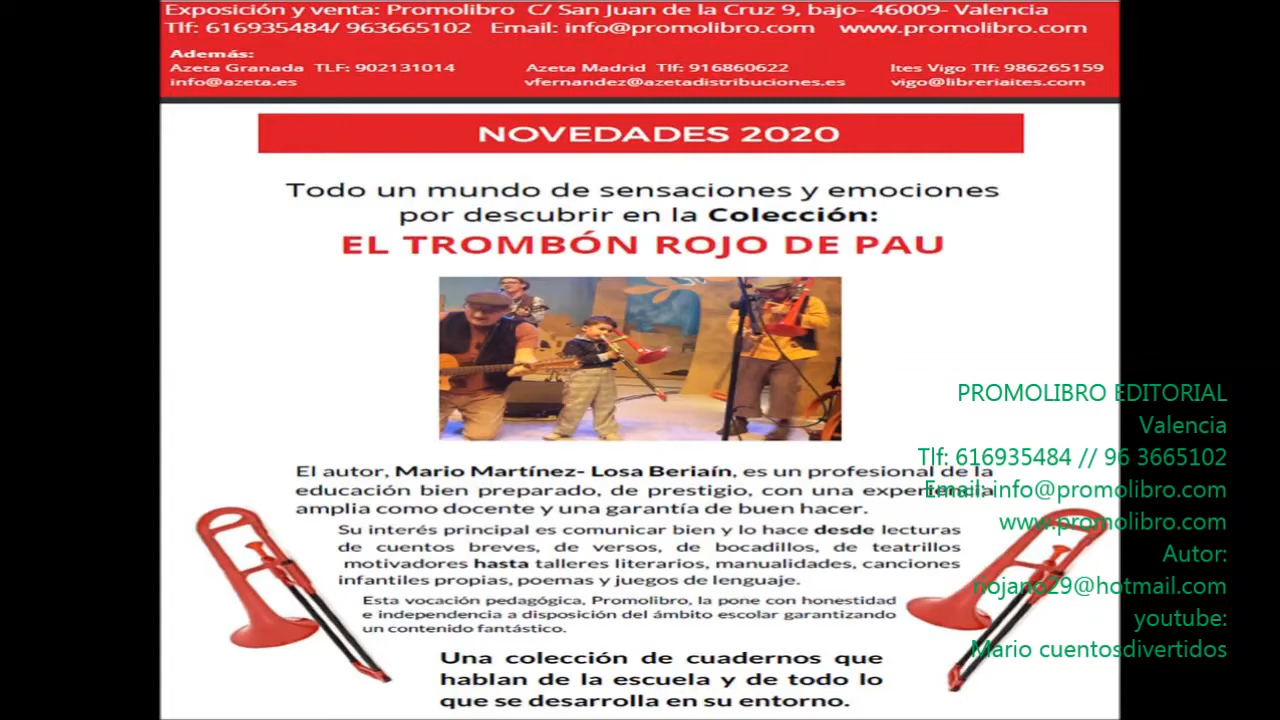 Exposición y venta: Promolibro C/ San Juan de la Cruz 9, bajo- 46009- Valencia
Tlf: 616935484/ 963665102 Email: info@promolibro.com www.promolibro.com
Además:
Azeta Granada TLF: 902131014 Azeta Madrid Tlf: 916860622 Ites Vigo Tlf: 986265159
info@azeta.es vfernandez@azetadistribuciones.es vigo@libreriaites.com
NOVEDADES 2020
Todo un mundo de sensaciones y emociones
por descubrir en la Colección:
EL TROMBÓN ROJO DE PAU
El autor, Mario Martínez- Losa Beriaín, es un profesional de la
educación bien preparado, de prestigio, con una experiencia
amplia como docente y una garantía de buen hacer.
Su interés principal es comunicar bien y lo hace desde lecturas
de cuentos breves, de versos, de bocadillos, de teatrillos
motivadores hasta talleres literarios, manualidades, canciones
infantiles propias, poemas y juegos de lenguaje.
Esta vocación pedagógica, Promolibro, la pone con honestidad
e independencia a disposición del ámbito escolar garantizando
un contenido fantástico.
Una colección de cuadernos que
hablan de la escuela y de todo lo
que se desarrolla en su entorno.
PROMOLIBRO EDITORIAL
Valencia
Tlf: 616935484 // 96 3665102
Email: info@promolibro.com
www.promolibro.com
Autor:
riojano29@hotmail.com
youtube:
Mario cuentosdivertidos